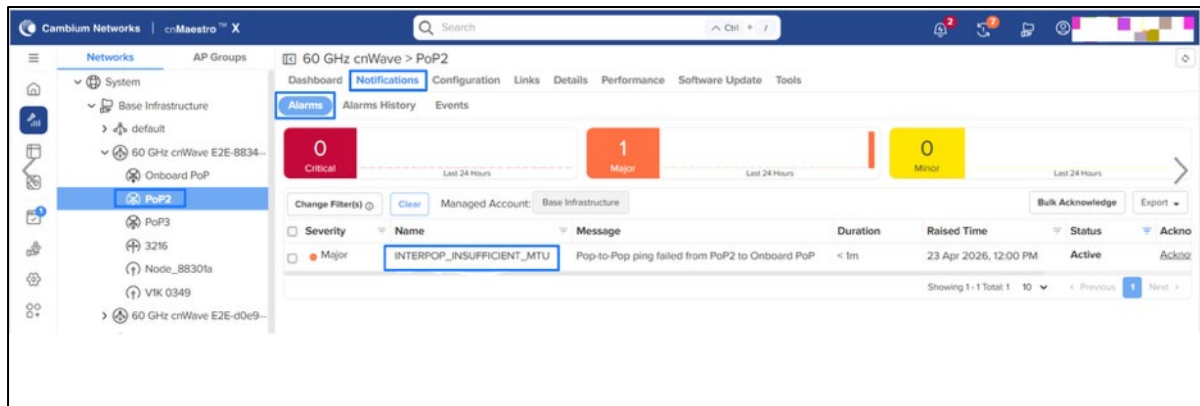 Cambium Networks | cnMaestro™ X
Search
Ctrl + /
2
2
Networks AP Groups
System
Base Infrastructure
default
60 GHz cnWave E2E-8834...
Onboard PoP
PoP2
PoP3
3216
Node_88301a
V1K 0349
60 GHz cnWave E2E-d0e9...
60 GHz cnWave > PoP2
Dashboard Notifications Configuration Links Details Performance Software Update Tools
Alarms Alarms History Events
0 Critical Last 24 Hours
1 Major Last 24 Hours
0 Minor Last 24 Hours
Change Filter(s) Clear Managed Account: Base Infrastructure Bulk Acknowledge Export
Severity Name Message Duration Raised Time Status Ackno
Major INTERPOP_INSUFFICIENT_MTU Pop-to-Pop ping failed from PoP2 to Onboard PoP < 1m 23 Apr 2026, 12:00 PM Active Ackno
Showing 1 - 1 Total: 1 10 < Previous 1 Next >